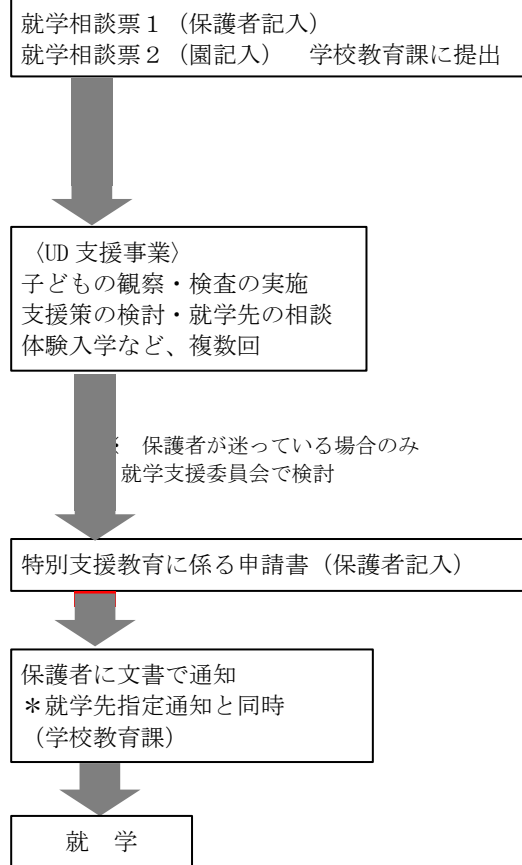 就学相談票１（保護者記入）
就学相談票２（園記入）　学校教育課に提出
〈UD 支援事業〉
子どもの観察・検査の実施
支援策の検討・就学先の相談
体験入学など、複数回
保護者が迷っている場合のみ
就学支援委員会で検討
特別支援教育に係る申請書（保護者記入）
保護者に文書で通知
＊就学先指定通知と同時
（学校教育課）
就　学